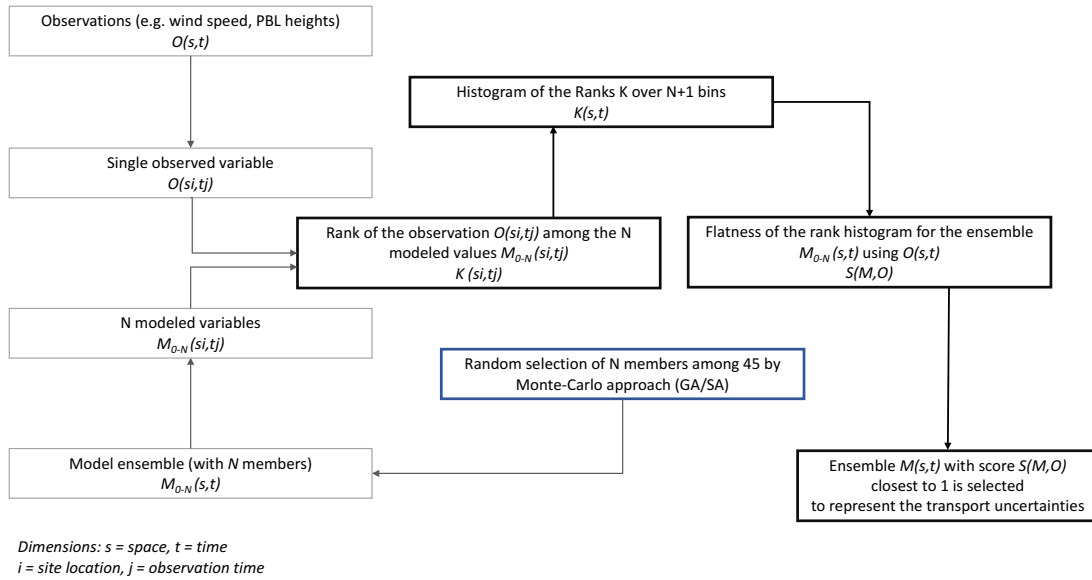 Observations (e.g. wind speed, PBL heights)
O(s,t)
Single observed variable
O(si,tj)
N modeled variables
M0-N(si,tj)
Model ensemble (with N members)
M0-N(s,t)
Histogram of the Ranks K over N+1 bins
K(s,t)
Rank of the observation O(si,tj) among the N
modeled values M0-N(si,tj)
K (si,tj)
Random selection of N members among 45 by
Monte-Carlo approach (GA/SA)
Flatness of the rank histogram for the ensemble
M0-N(s,t) using O(s,t)
S(M,O)
Ensemble M(s,t) with score S(M,O)
closest to 1 is selected
to represent the transport uncertainties
Dimensions: s = space, t = time
i = site location, j = observation time